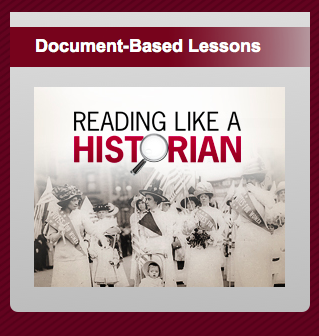 Document-Based Lessons
READING LIKE A
HISTORIAN